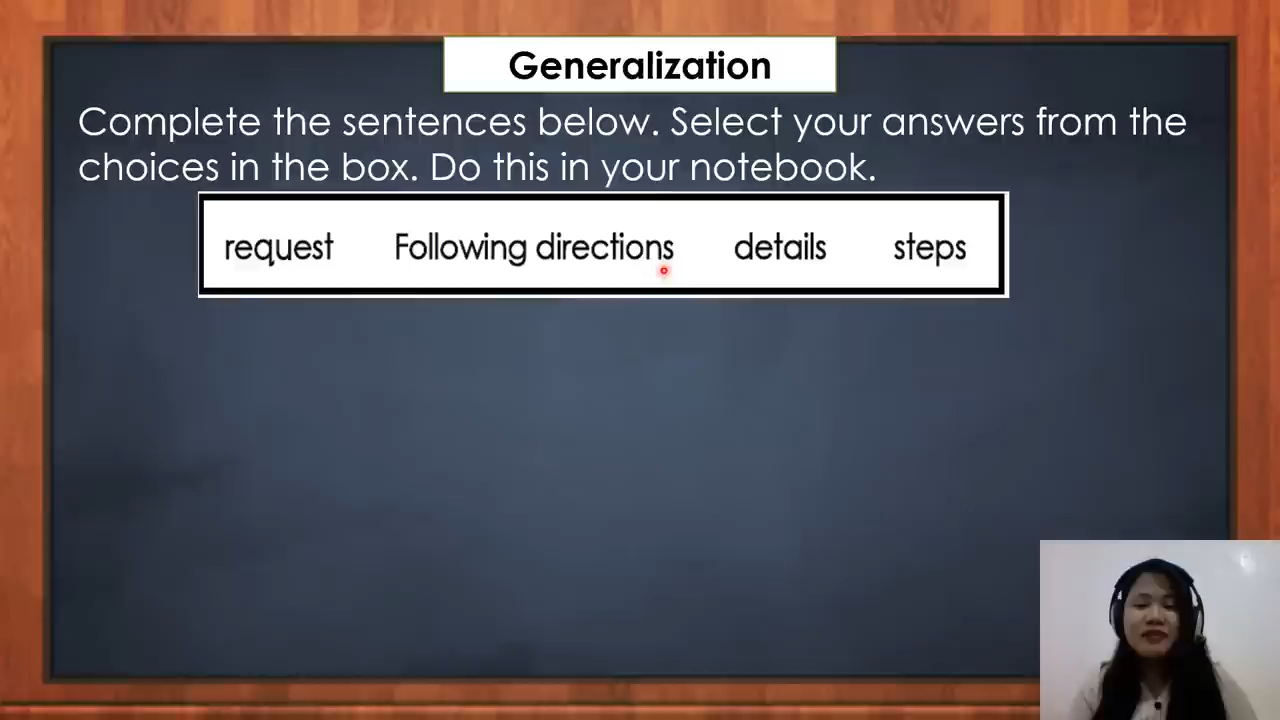 Generalization
Complete the sentences below. Select your answers from the
choices in the box. Do this in your notebook.
request Following directions details steps